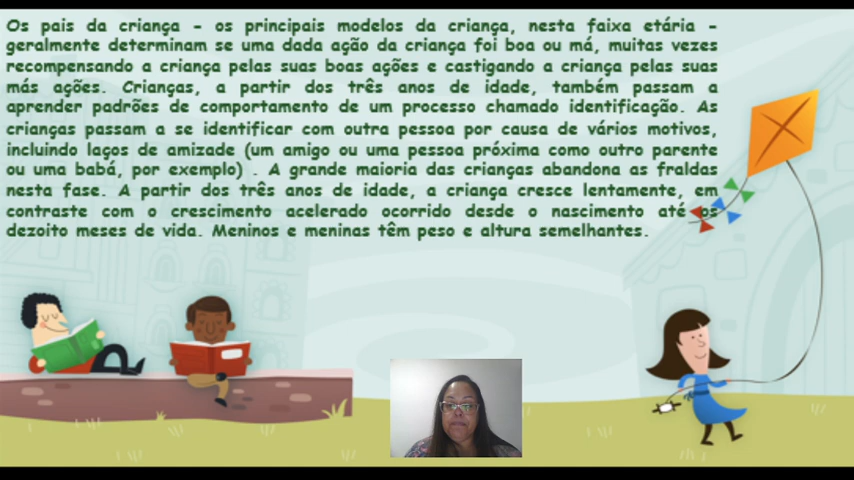 Os pais da criança - os principais modelos da criança, nesta faixa etária -
geralmente determinam se uma dada ação da criança foi boa ou má, muitas vezes
recompensando a criança pelas suas boas ações e castigando a criança pelas suas
más ações. Crianças, a partir dos três anos de idade, também passam a
aprender padrões de comportamento de um processo chamado identificação. As
crianças passam a se identificar com outra pessoa por causa de vários motivos,
incluindo laços de amizade (um amigo ou uma pessoa próxima como outro parente
ou uma babá, por exemplo) . A grande maioria das crianças abandona as fraldas
nesta fase. A partir dos três anos de idade, a criança cresce lentamente, em
contraste com o crescimento acelerado ocorrido desde o nascimento até os
dezoito meses de vida. Meninos e meninas têm peso e altura semelhantes.